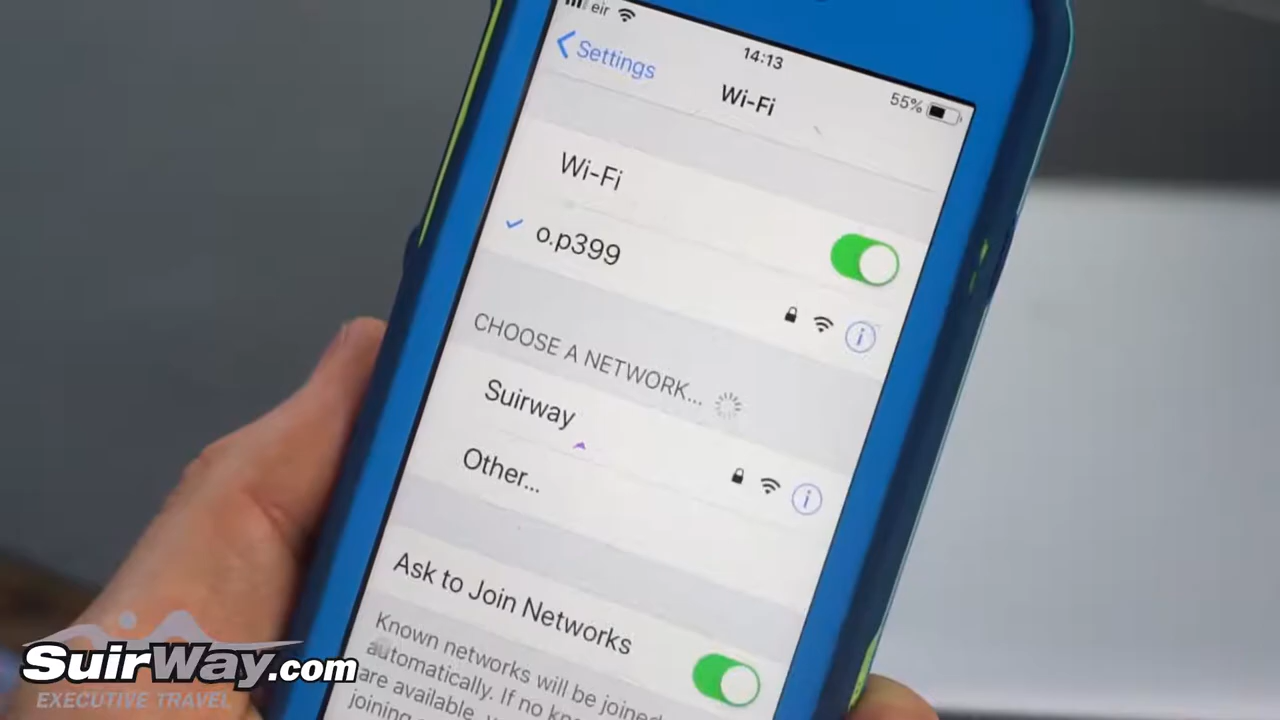 eir
14:13
55%
Settings
Wi-Fi
Wi-Fi
o.p399
CHOOSE A NETWORK...
Suirway
Other...
Ask to Join Networks
Known networks will be joined
automatically. If no
are available,
joining
SuirWay.com
EXECUTIVE TRAVEL